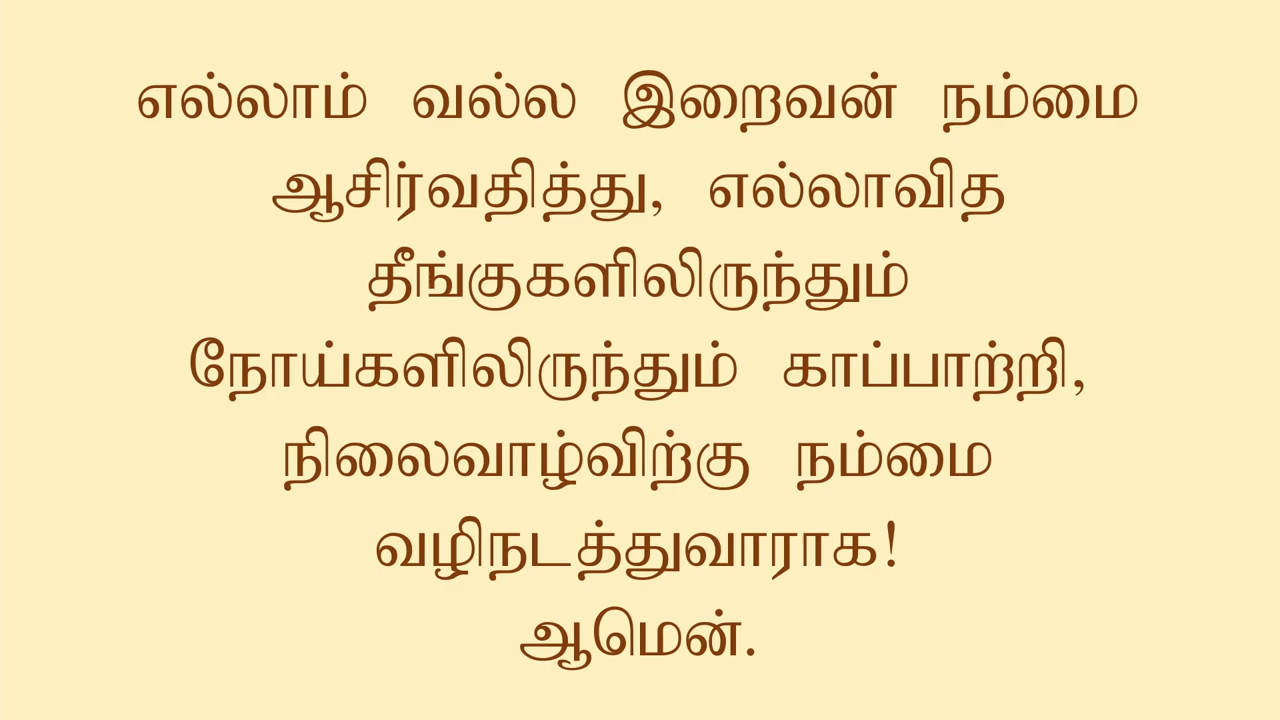 எல்லாம் வல்ல இறைவன் நம்மை
ஆசிர்வதித்து, எல்லாவித
தீங்குகளிலிருந்தும்
நோய்களிலிருந்தும் காப்பாற்றி,
நிலைவாழ்விற்கு நம்மை
வழிநடத்துவாராக!
ஆமென்.